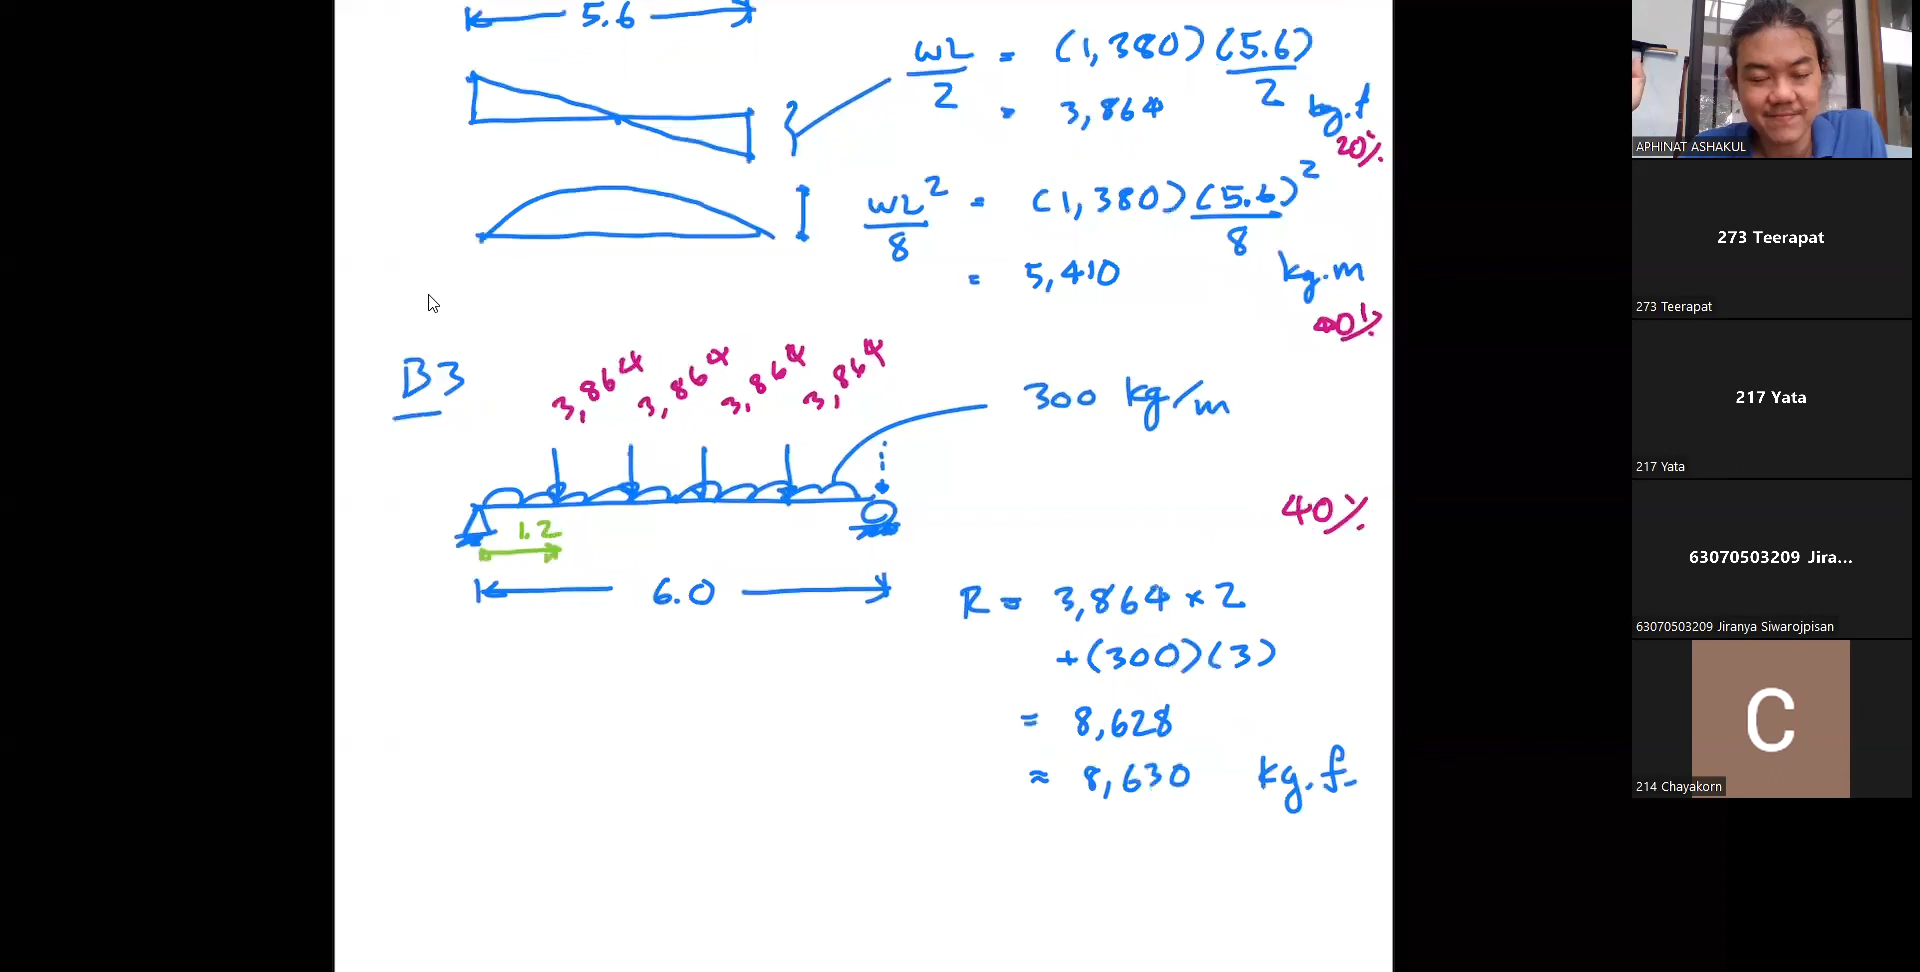 5.6
wL/2 = (1,380)(5.6)/2
= 3,864 kg.f
20%
wL²/8 = (1,380)(5.6)²/8
= 5,410 kg.m
40%
B3
3,864 3,864 3,864 3,864
300 kg/m
40%
1.2
6.0
R = 3,864 × 2
+ (300)(3)
= 8,628
≈ 8,630 kg.f
APHINAT ASHAKUL
273 Teerapat
273 Teerapat
217 Yata
217 Yata
63070503209 Jira...
63070503209 Jiranya Siwarojpisan
C
214 Chayakorn